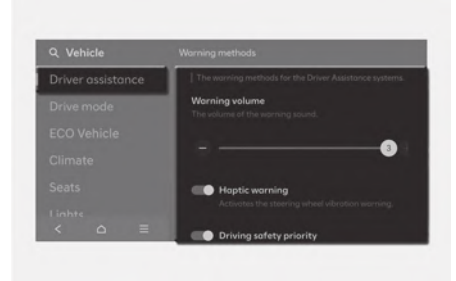 Vehicle
Warning methods
Driver assistance
Drive mode
ECO Vehicle
Climate
Seats
Lights
The warning methods for the Driver Assistance systems.
Warning volume
The volume of the warning sound.
3
Haptic warning
Activates the steering wheel vibration warning.
Driving safety priority